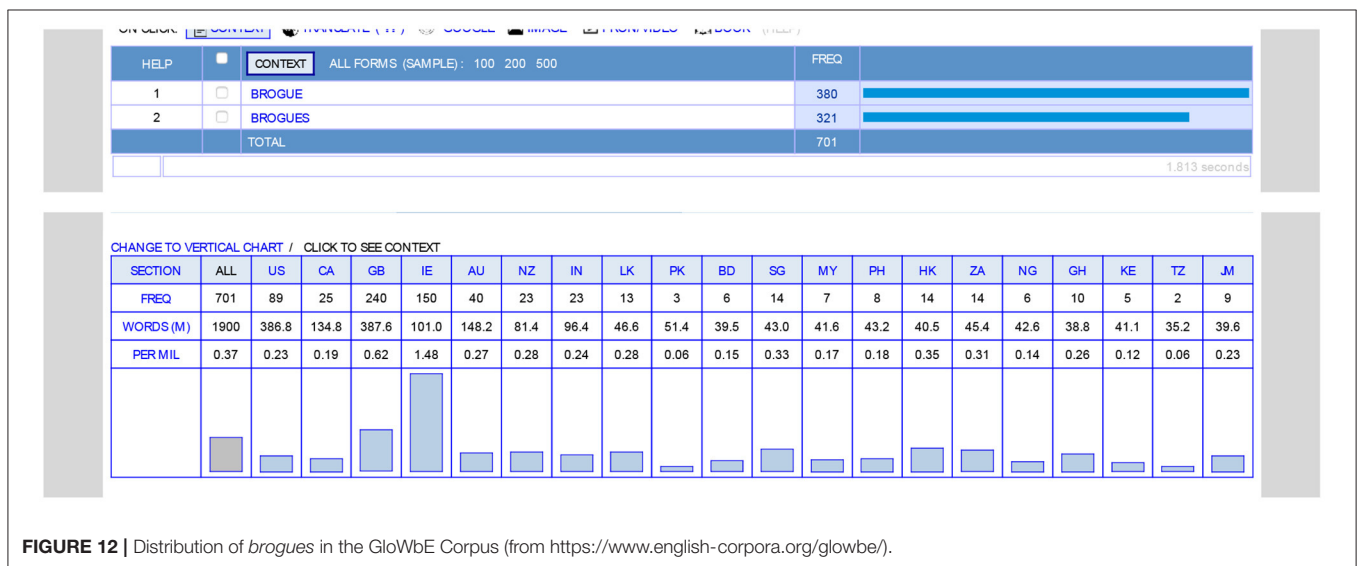 HELP CONTEXT ALL FORMS (SAMPLE): 100 200 500 FREQ
1 BROGUE 380
2 BROGUES 321
TOTAL 701
1.813 seconds
CHANGE TO VERTICAL CHART / CLICK TO SEE CONTEXT
SECTION ALL US CA GB IE AU NZ IN LK PK BD SG MY PH HK ZA NG GH KE TZ JM
FREQ 701 89 25 240 150 40 23 23 13 3 6 14 7 8 14 14 6 10 5 2 9
WORDS (M) 1900 386.8 134.8 387.6 101.0 148.2 81.4 96.4 46.6 51.4 39.5 43.0 41.6 43.2 40.5 45.4 42.6 38.8 41.1 35.2 39.6
PER MIL 0.37 0.23 0.19 0.62 1.48 0.27 0.28 0.24 0.28 0.06 0.15 0.33 0.17 0.18 0.35 0.31 0.14 0.26 0.12 0.06 0.23
FIGURE 12 | Distribution of brogues in the GloWbE Corpus (from https://www.english-corpora.org/glowbe/).